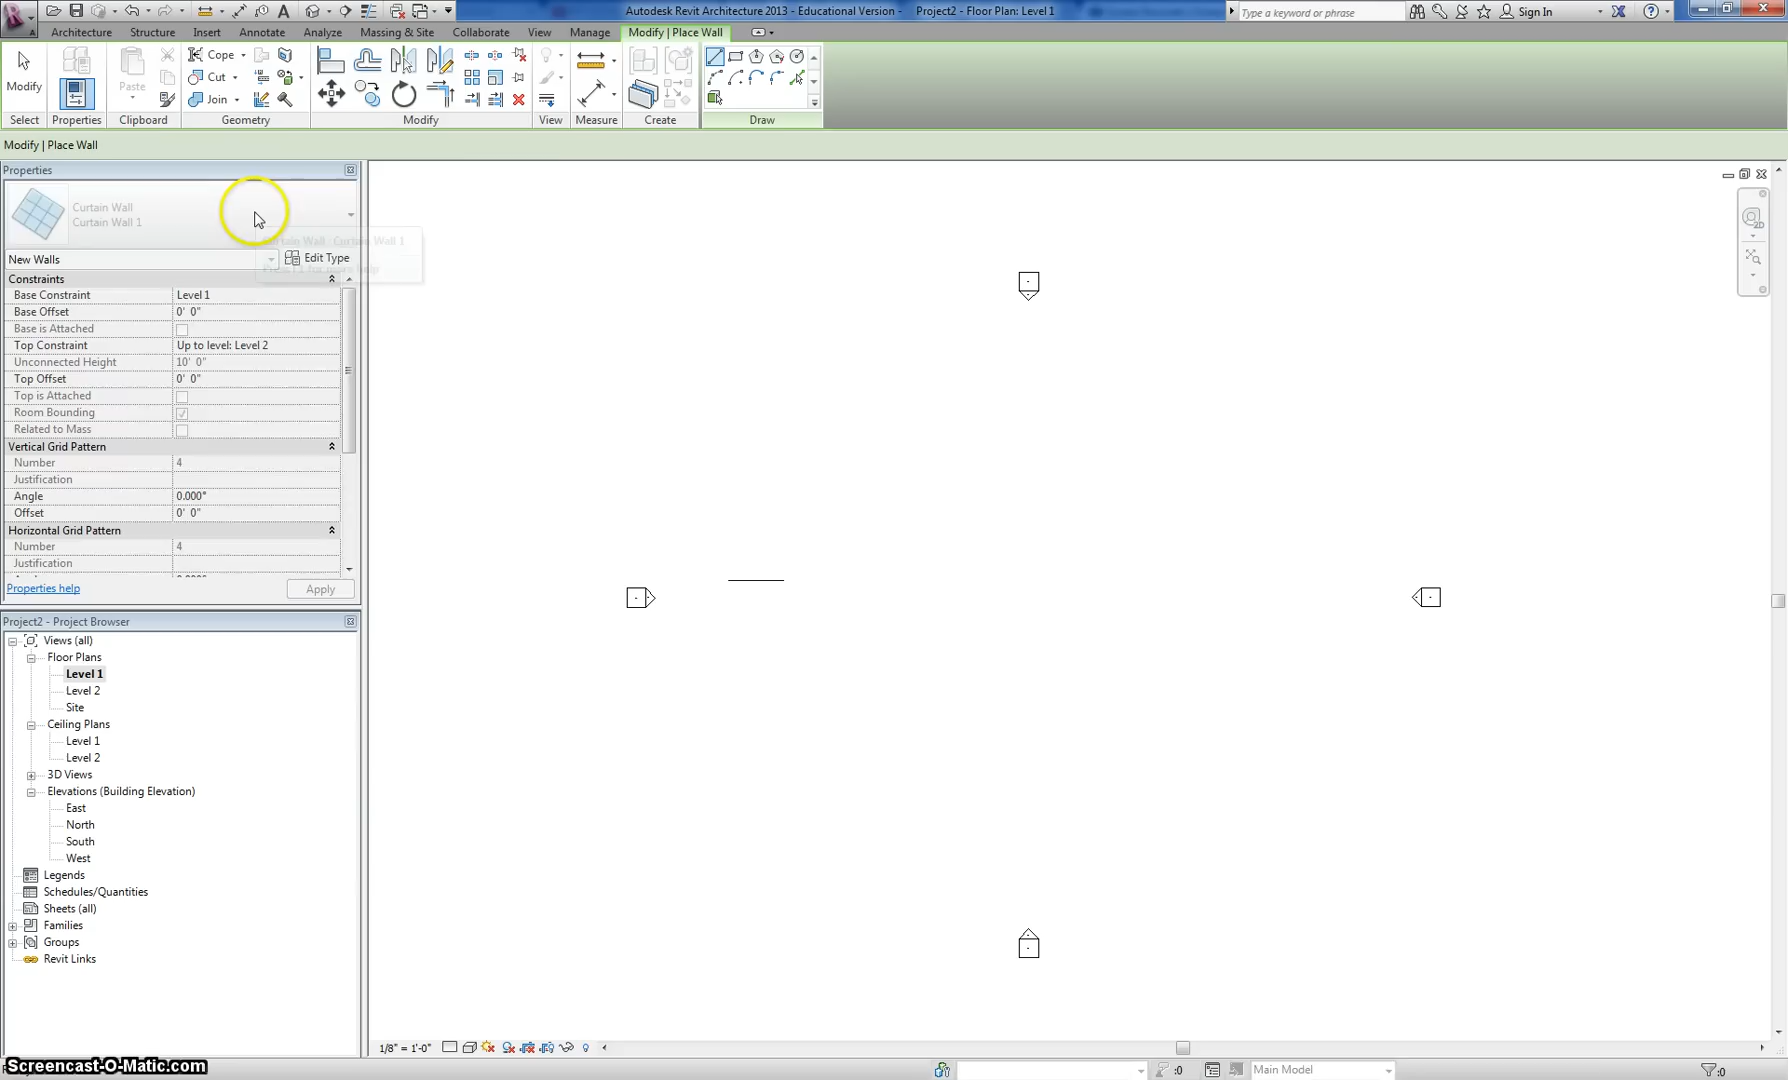 Autodesk Revit Architecture 2013 - Educational Version -    Project2 - Floor Plan: Level 1
Type a keyword or phrase
Sign In
Architecture Structure Insert Annotate Analyze Massing & Site Collaborate View Manage Modify | Place Wall
Modify
Paste
Cope
Cut
Join
Select Properties Clipboard Geometry Modify View Measure Create Draw
Modify | Place Wall
Properties
Curtain Wall
Curtain Wall 1
Curtain Wall : Curtain Wall 1
New Walls
Edit Type
Constraints
Base Constraint Level 1
Base Offset 0' 0"
Base is Attached
Top Constraint Up to level: Level 2
Unconnected Height 10' 0"
Top Offset 0' 0"
Top is Attached
Room Bounding
Related to Mass
Vertical Grid Pattern
Number 4
Justification
Angle 0.000°
Offset 0' 0"
Horizontal Grid Pattern
Number 4
Justification
Properties help
Apply
Project2 - Project Browser
Views (all)
Floor Plans
Level 1
Level 2
Site
Ceiling Plans
Level 1
Level 2
3D Views
Elevations (Building Elevation)
East
North
South
West
Legends
Schedules/Quantities
Sheets (all)
Families
Groups
Revit Links
2D
1/8" = 1'-0"
Screencast-O-Matic.com
:0
Main Model
:0